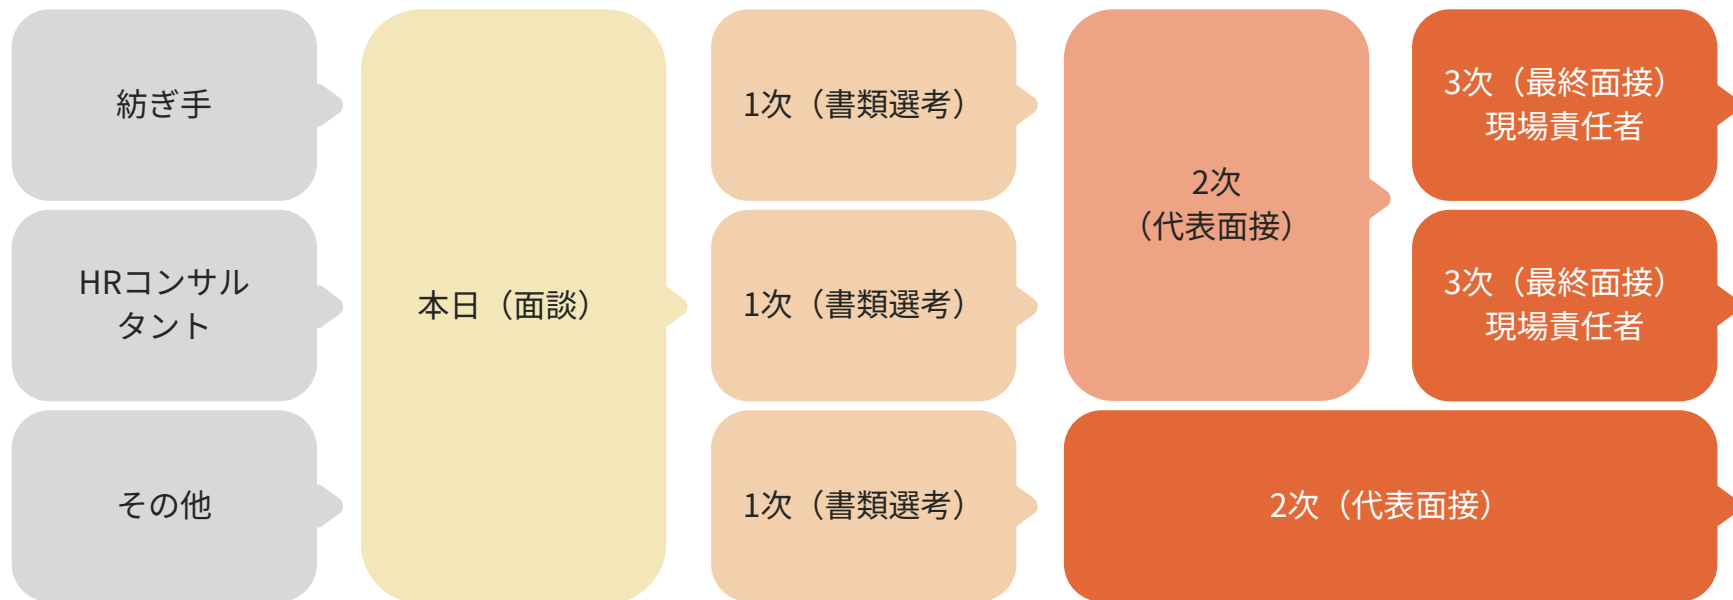 紡ぎ手
HRコンサル
タント
その他
本日（面談）
1次（書類選考）
1次（書類選考）
1次（書類選考）
2次
（代表面接）
3次（最終面接）
現場責任者
3次（最終面接）
現場責任者
2次（代表面接）